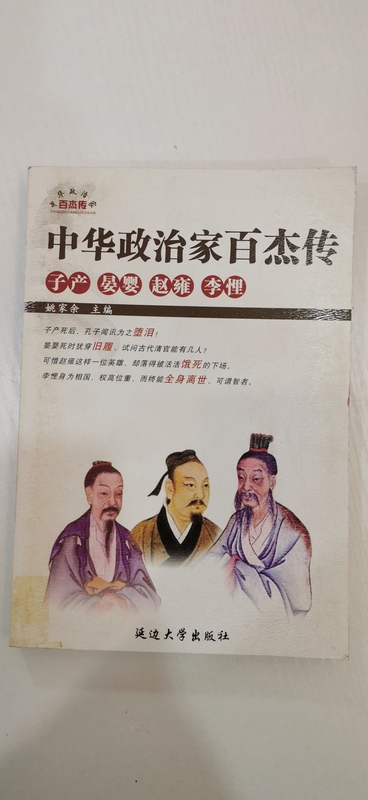 华政治
百杰传
中华政治家百杰传
子产 晏婴 赵雍 李悝
姚家余 主编
子产死后，孔子闻讯为之堕泪！
晏婴死时犹穿旧履，试问古代清官能有几人？
可惜赵雍这样一位英雄，却落得被活活饿死的下场。
李悝身为相国，权高位重，而终能全身离世，可谓智者。
延边大学出版社